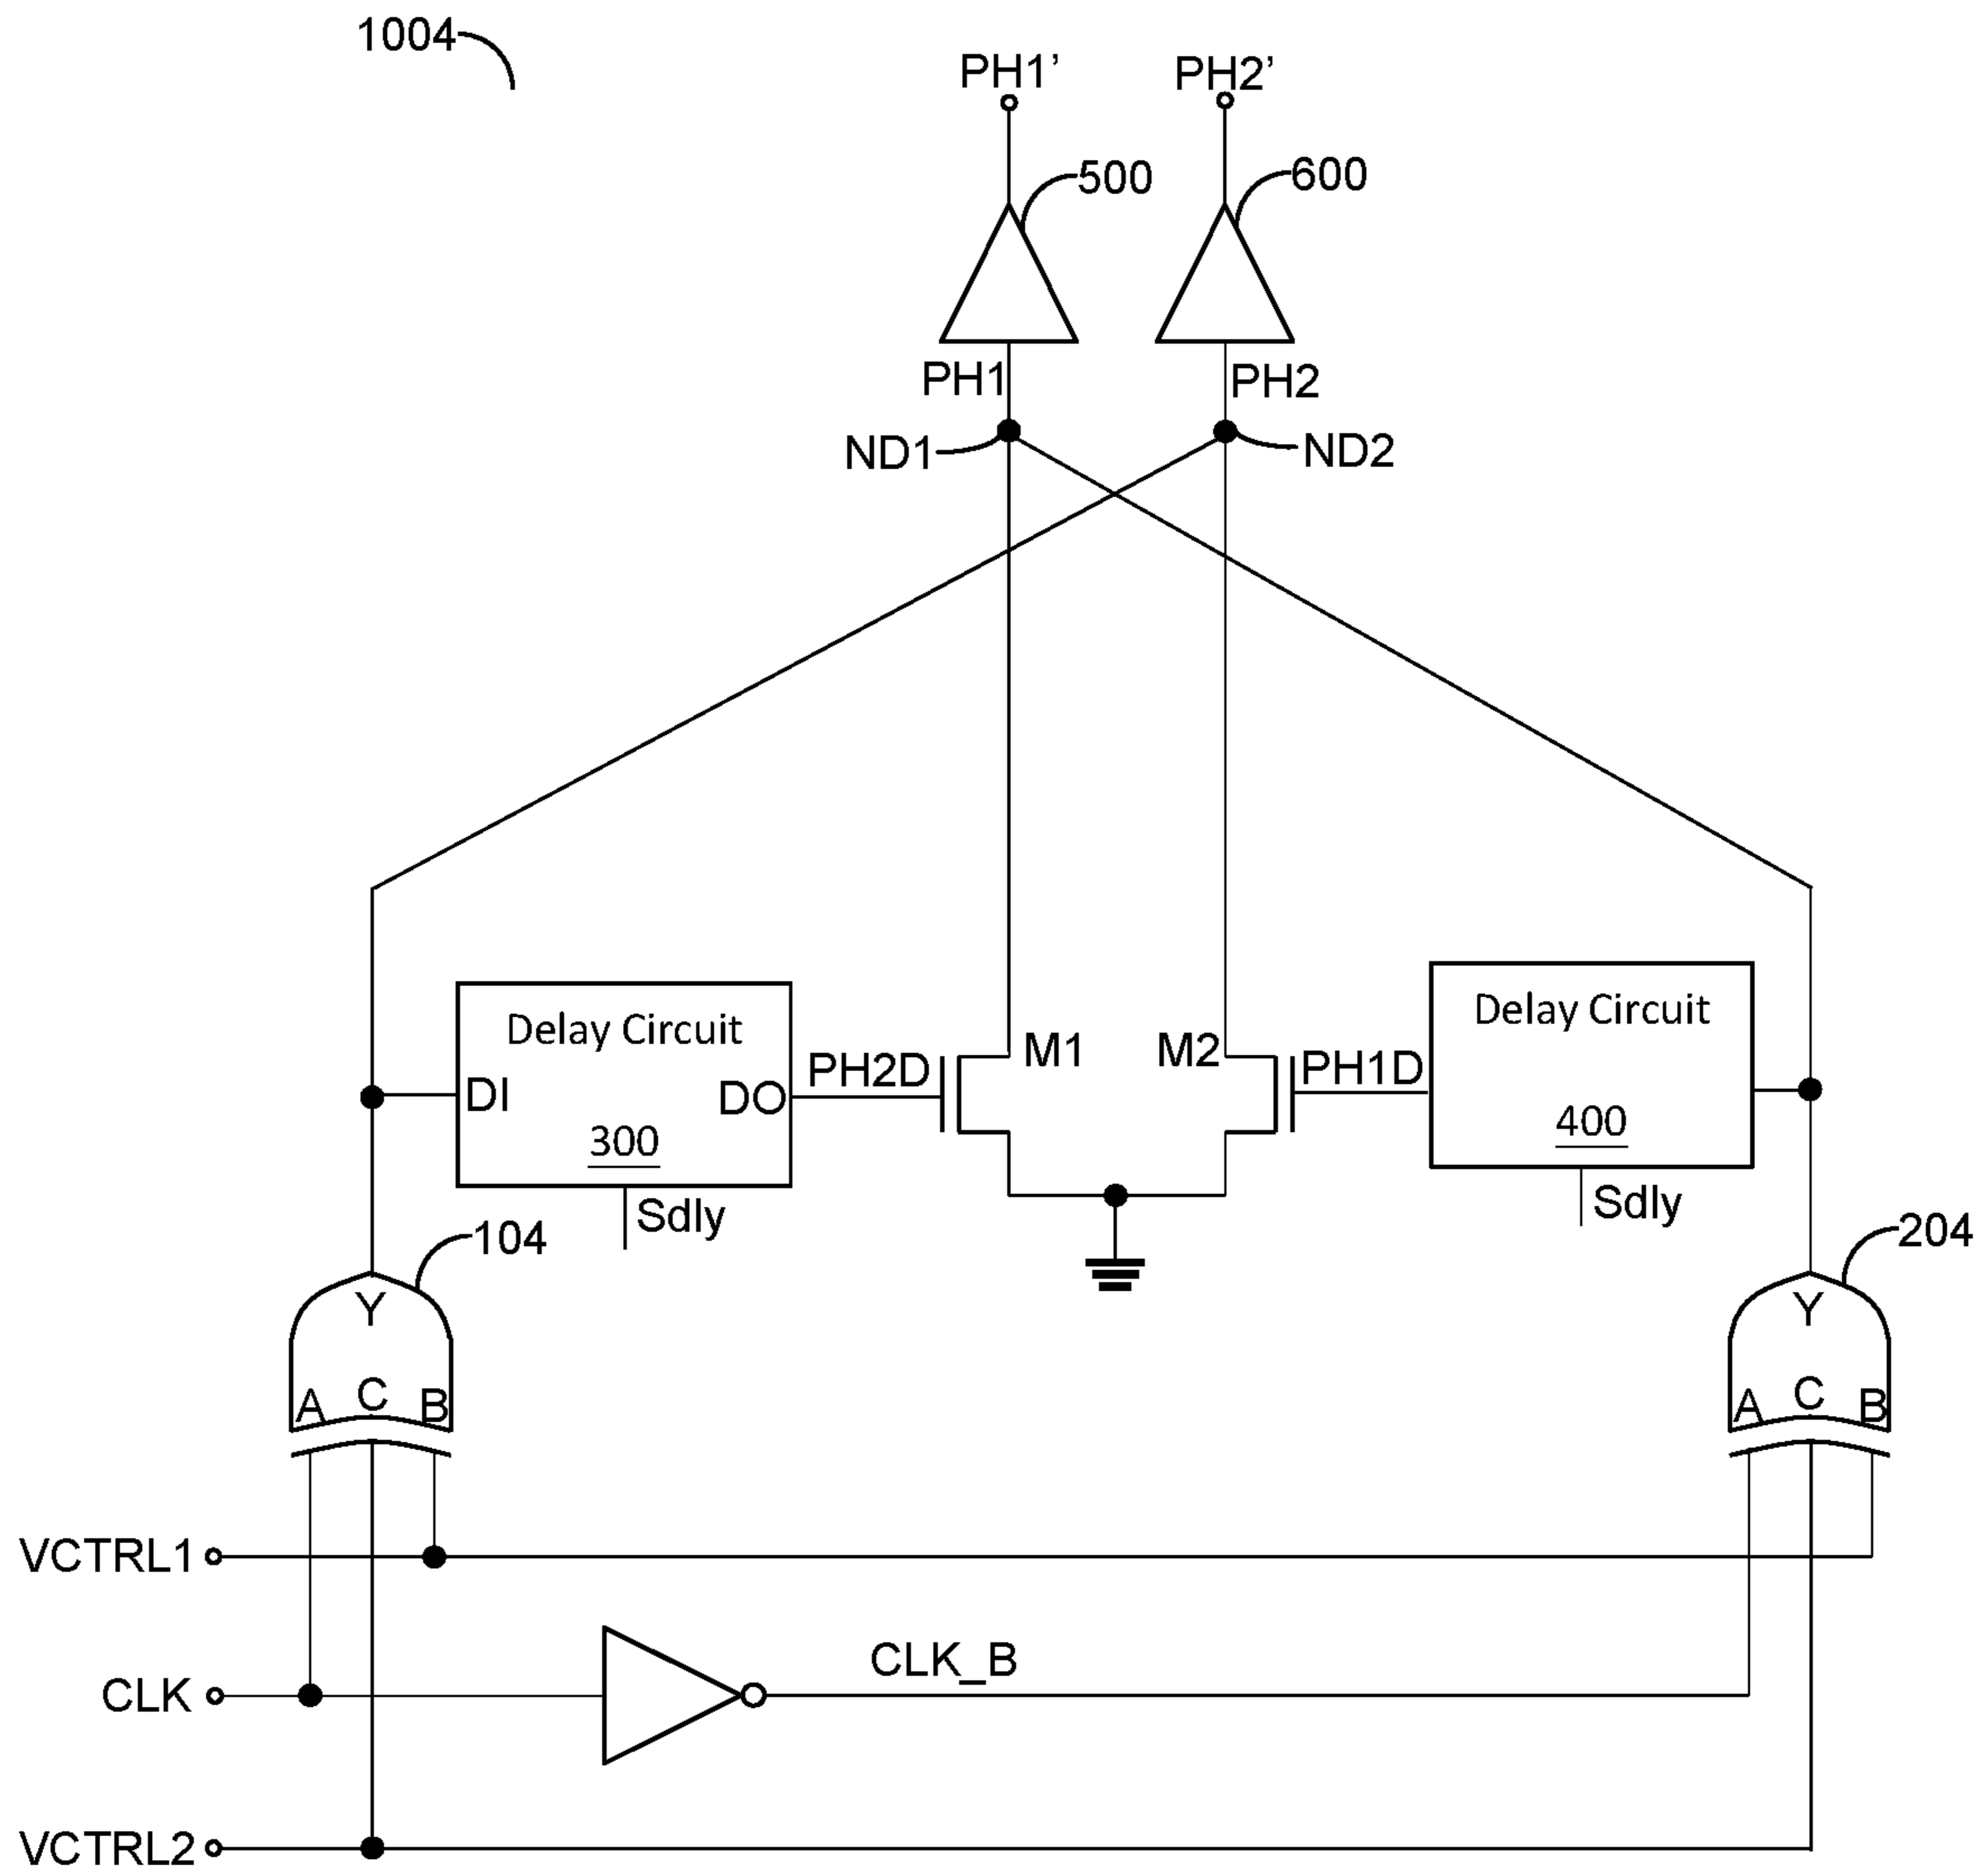 1004
PH1’
PH2’
500
600
PH1
PH2
ND1
ND2
Delay Circuit
DI
DO
300
Sdly
PH2D
M1
M2
PH1D
Delay Circuit
400
Sdly
104
204
Y
A
C
B
Y
A
C
B
VCTRL1
CLK
CLK_B
VCTRL2